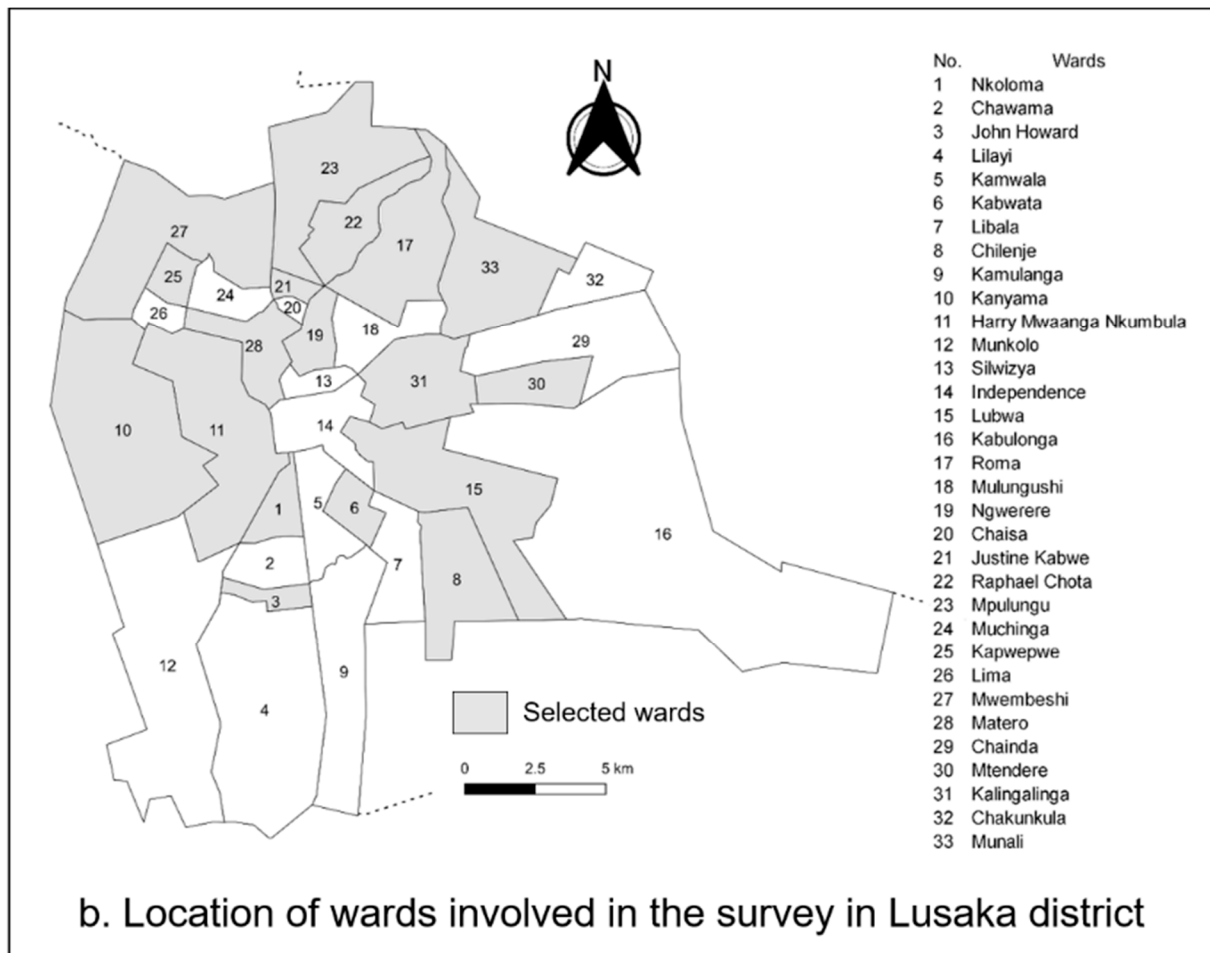 N
No. Wards
1 Nkoloma
2 Chawama
3 John Howard
4 Lilayi
5 Kamwala
6 Kabwata
7 Libala
8 Chilenje
9 Kamulanga
10 Kanyama
11 Harry Mwaanga Nkumbula
12 Munkolo
13 Silwizya
14 Independence
15 Lubwa
16 Kabulonga
17 Roma
18 Mulungushi
19 Ngwerere
20 Chaisa
21 Justine Kabwe
22 Raphael Chota
23 Mpulungu
24 Muchinga
25 Kapwepwe
26 Lima
27 Mwembeshi
28 Matero
29 Chainda
30 Mtendere
31 Kalingalinga
32 Chakunkula
33 Munali
23
22
27
17
25
33
32
24
21
20
26
19
18
28
29
13
31
30
10
11
14
15
1
5
6
16
2
7
8
3
12
9
4
Selected wards
0 2.5 5 km
b. Location of wards involved in the survey in Lusaka district